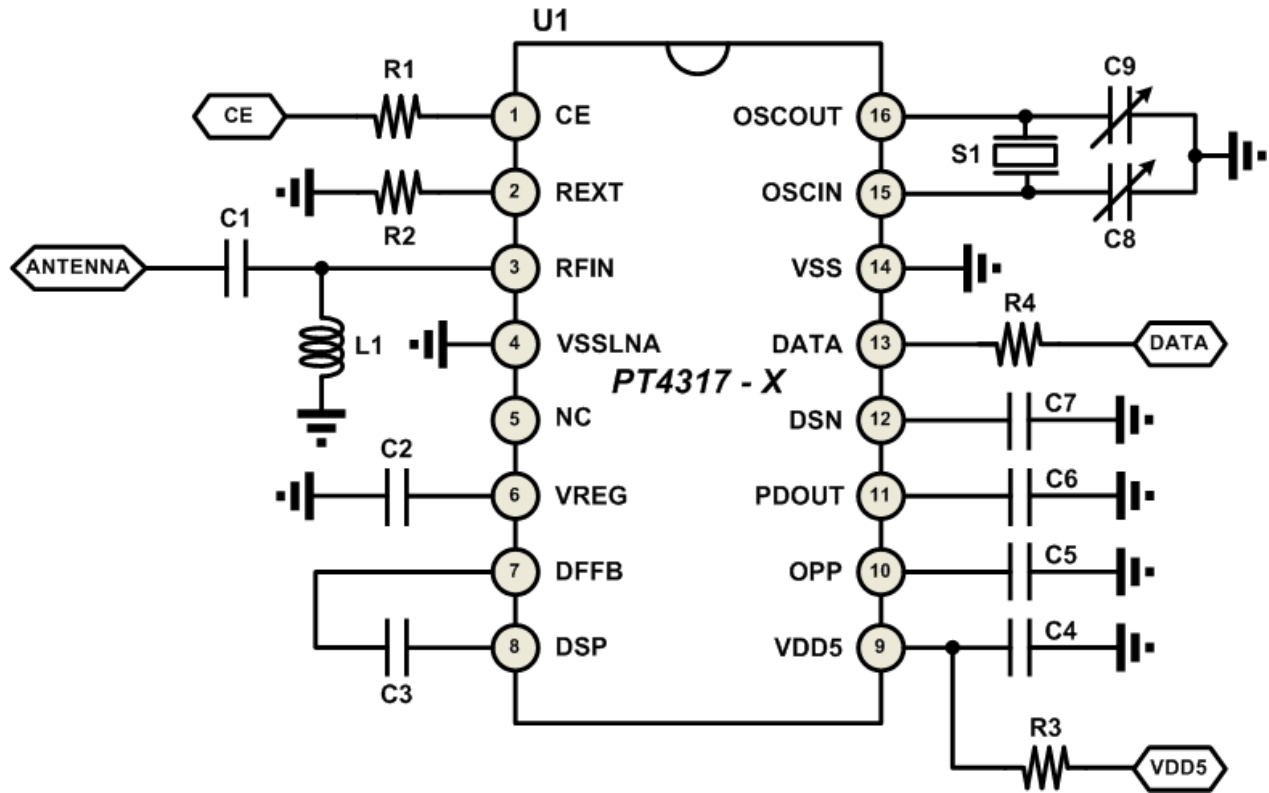 U1
R1
CE
1
CE
R2
2
REXT
C1
ANTENNA
3
RFIN
L1
4
VSSLNA
5
NC
C2
6
VREG
7
DFFB
C3
8
DSP
PT4317 - X
OSCOUT
16
C9
S1
OSCIN
15
C8
VSS
14
R4
DATA
13
DATA
DSN
12
C7
PDOUT
11
C6
OPP
10
C5
VDD5
9
C4
R3
VDD5